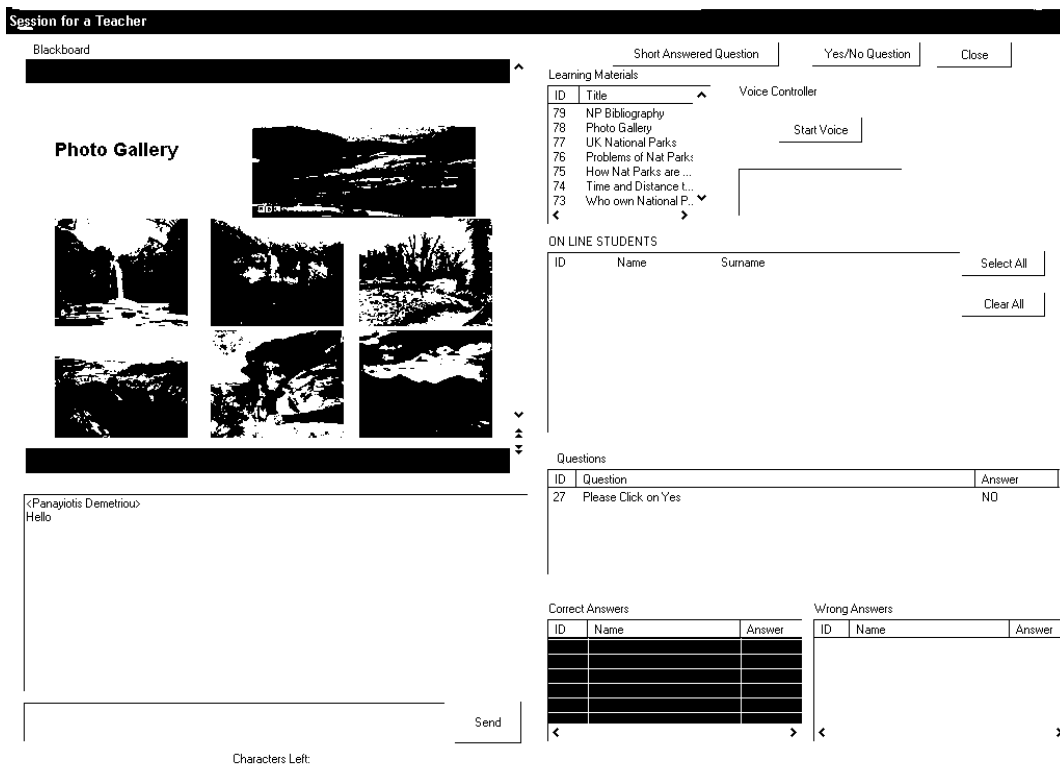 Session for a Teacher
Blackboard
Photo Gallery
<Panayiotis Demetriou>
Hello
Send
Characters Left:
Short Answered Question
Yes/No Question
Close
Learning Materials
ID Title
79 NP Bibliography
78 Photo Gallery
77 UK National Parks
76 Problems of Nat Parks
75 How Nat Parks are ...
74 Time and Distance t...
73 Who own National P..
Voice Controller
Start Voice
ON LINE STUDENTS
ID Name Surname
Select All
Clear All
Questions
ID Question Answer
27 Please Click on Yes NO
Correct Answers
ID Name Answer
Wrong Answers
ID Name Answer